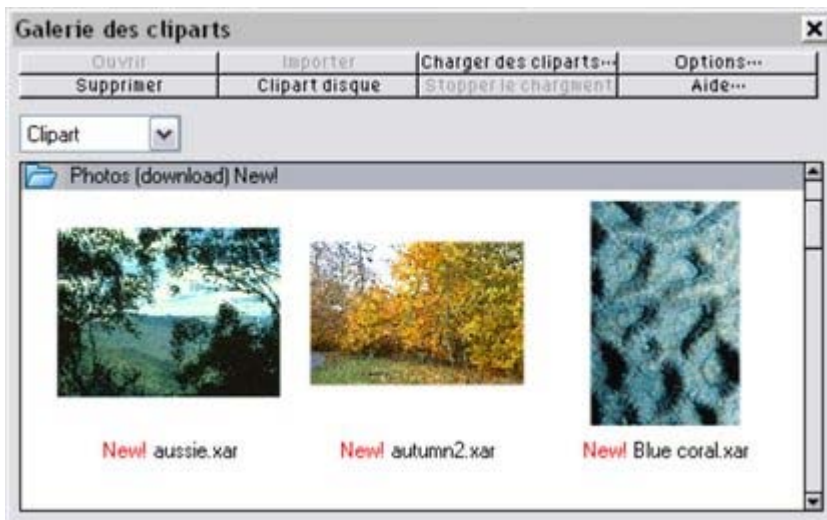 Galerie des cliparts
Ouvrir Importer Charger des cliparts... Options...
Supprimer Clipart disque Stopper le chargment Aide...
Clipart
Photos (download) New!
New! aussie.xar New! autumn2.xar New! Blue coral.xar